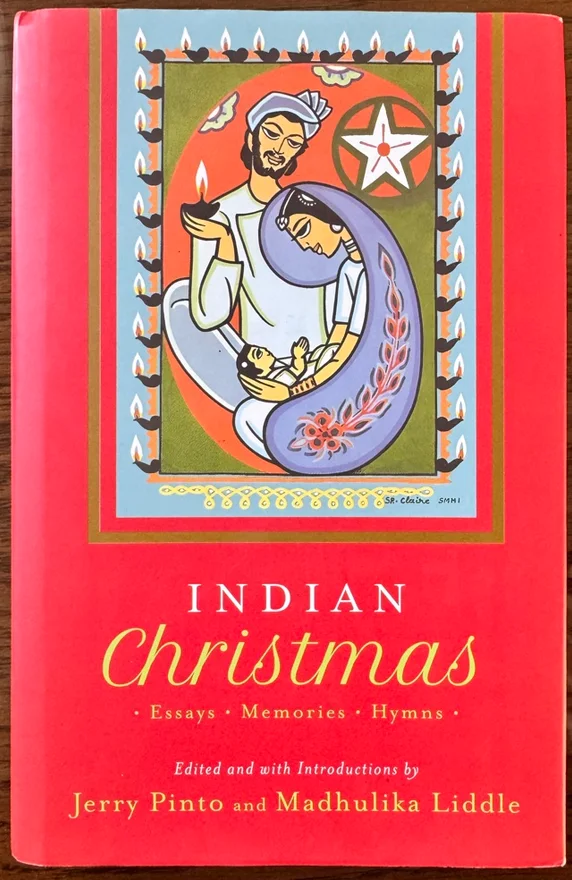 SR. Claire SMMI
INDIAN
Christmas
· Essays · Memories · Hymns ·
Edited and with Introductions by
Jerry Pinto and Madhulika Liddle